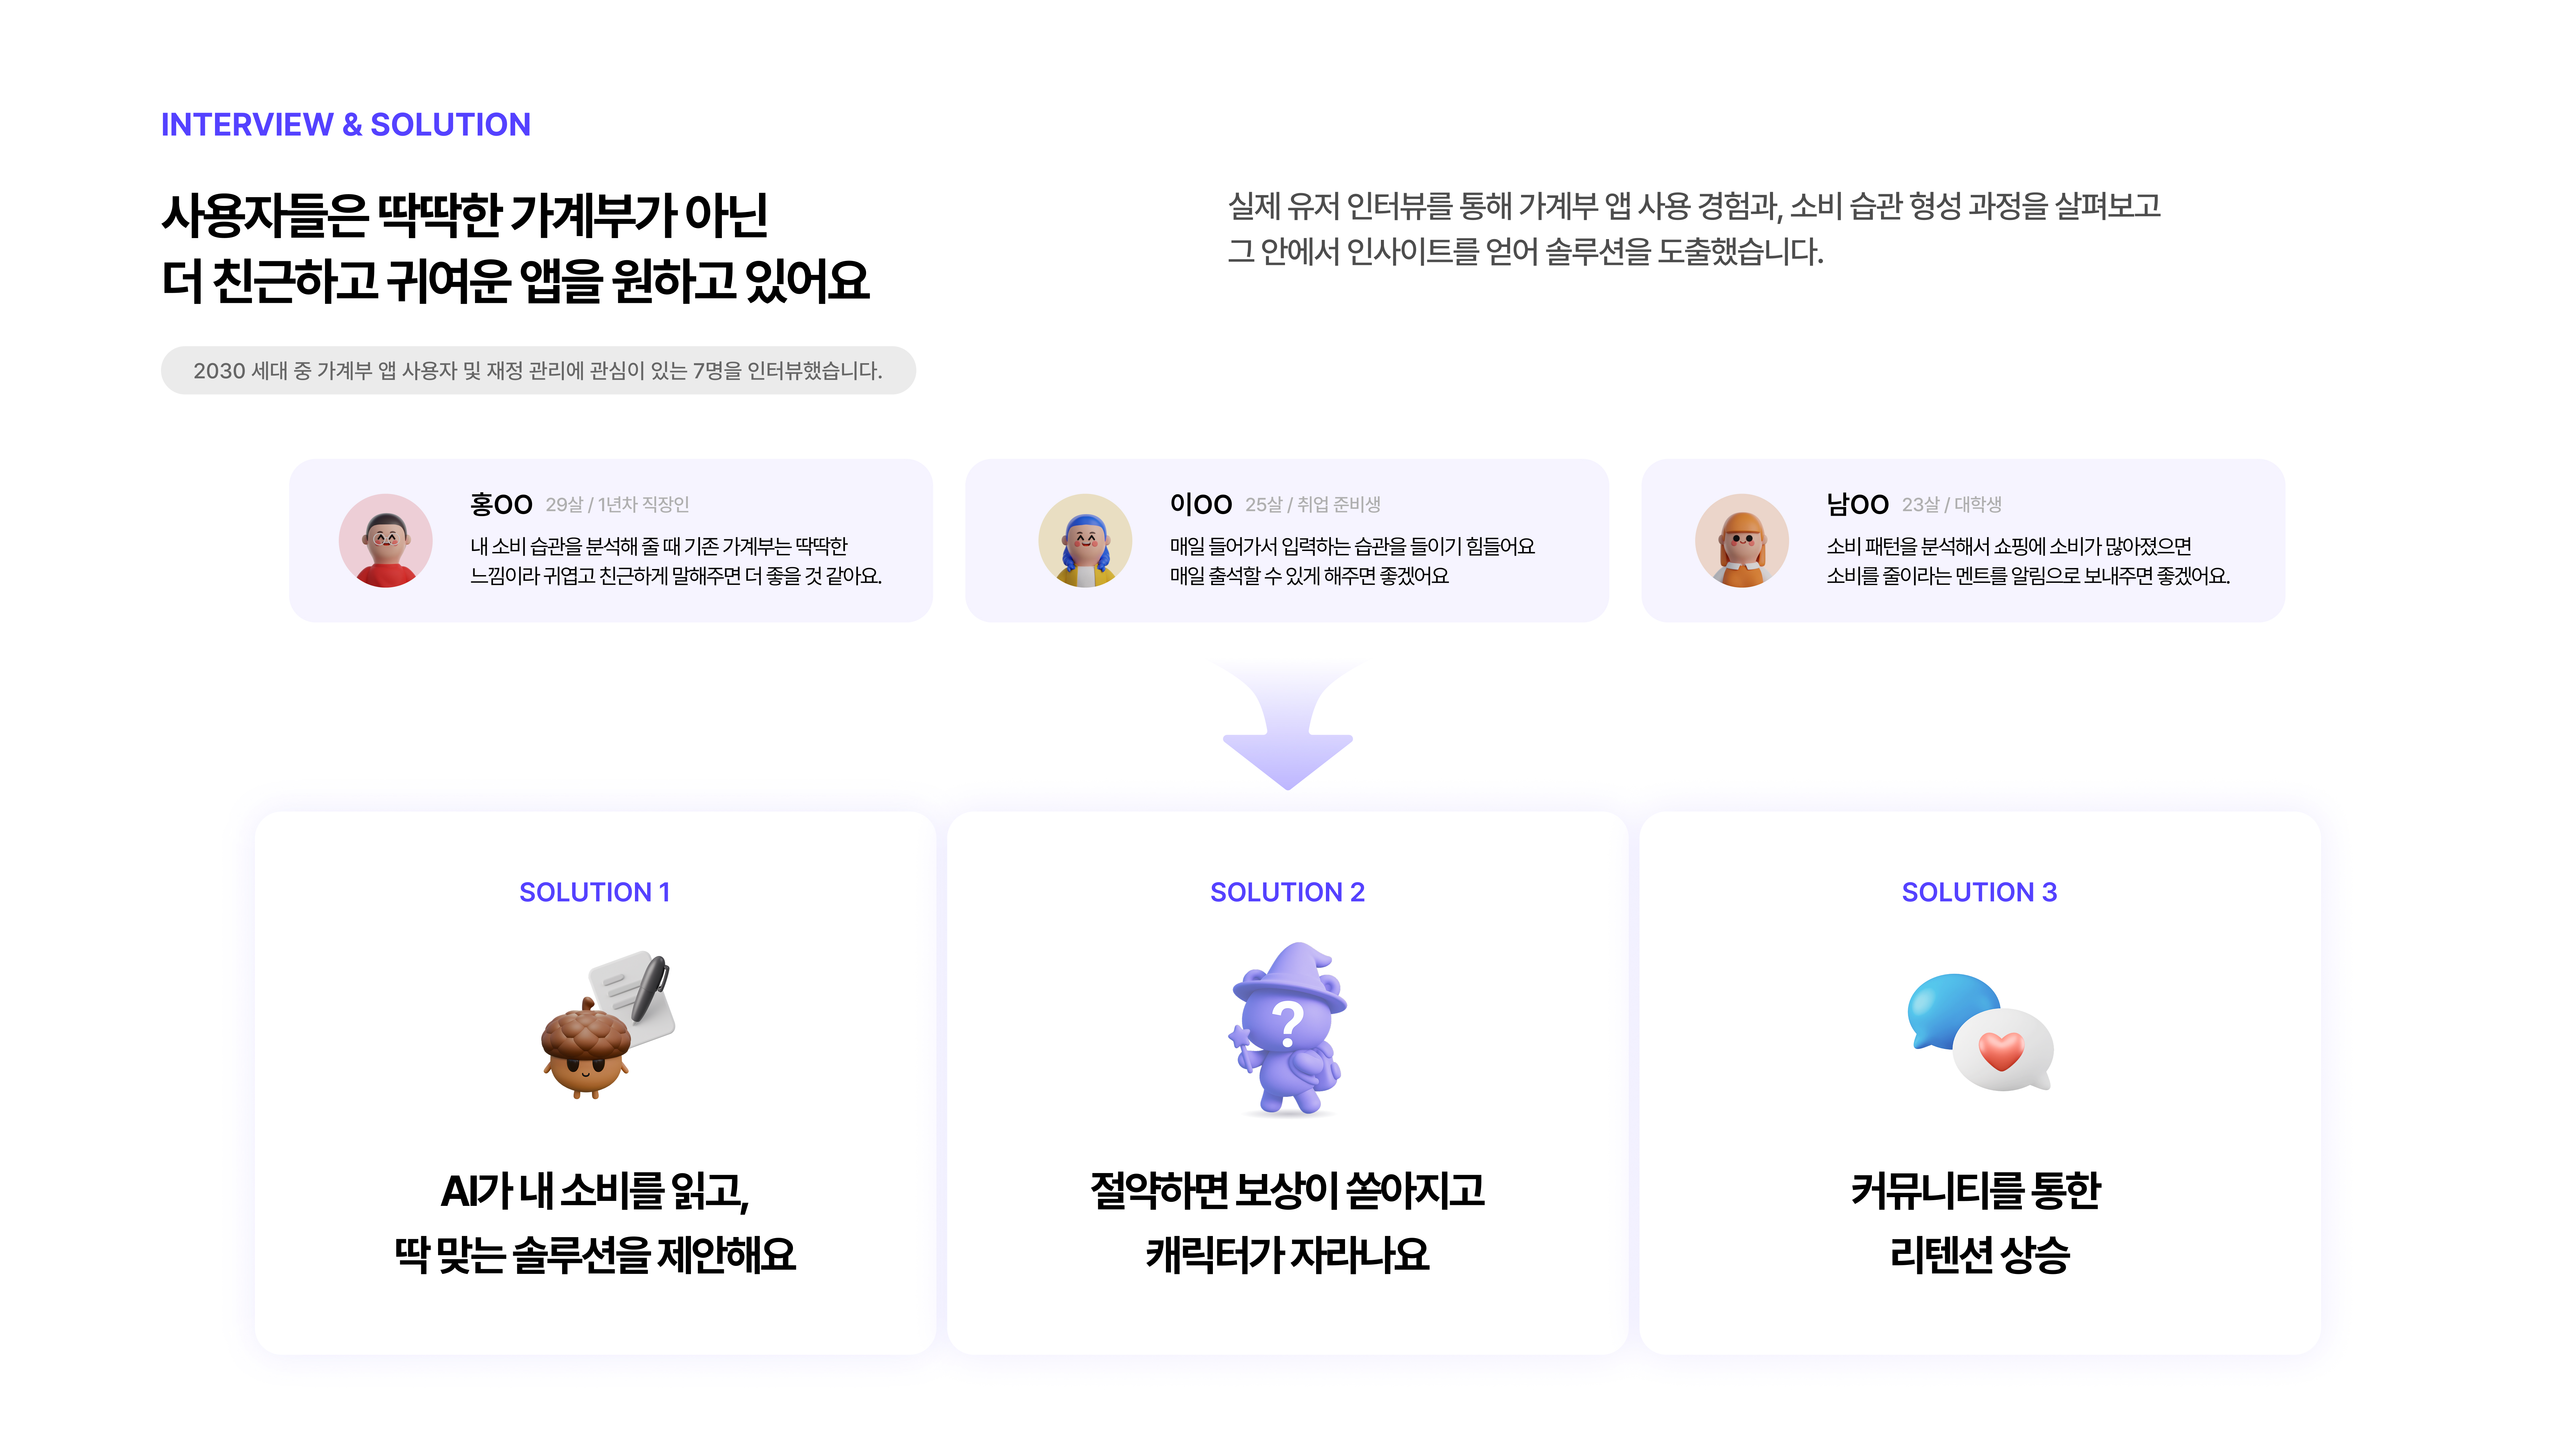 INTERVIEW & SOLUTION
사용자들은 딱딱한 가계부가 아닌
더 친근하고 귀여운 앱을 원하고 있어요
실제 유저 인터뷰를 통해 가계부 앱 사용 경험과, 소비 습관 형성 과정을 살펴보고
그 안에서 인사이트를 얻어 솔루션을 도출했습니다.
2030 세대 중 가계부 앱 사용자 및 재정 관리에 관심이 있는 7명을 인터뷰했습니다.
홍OO 29살 / 1년차 직장인
내 소비 습관을 분석해 줄 때 기존 가계부는 딱딱한
느낌이라 귀엽고 친근하게 말해주면 더 좋을 것 같아요.
이OO 25살 / 취업 준비생
매일 들어가서 입력하는 습관을 들이기 힘들어요
매일 출석할 수 있게 해주면 좋겠어요
남OO 23살 / 대학생
소비 패턴을 분석해서 쇼핑에 소비가 많아졌으면
소비를 줄이라는 멘트를 알림으로 보내주면 좋겠어요.
SOLUTION 1
AI가 내 소비를 읽고,
딱 맞는 솔루션을 제안해요
SOLUTION 2
?
절약하면 보상이 쏟아지고
캐릭터가 자라나요
SOLUTION 3
커뮤니티를 통한
리텐션 상승